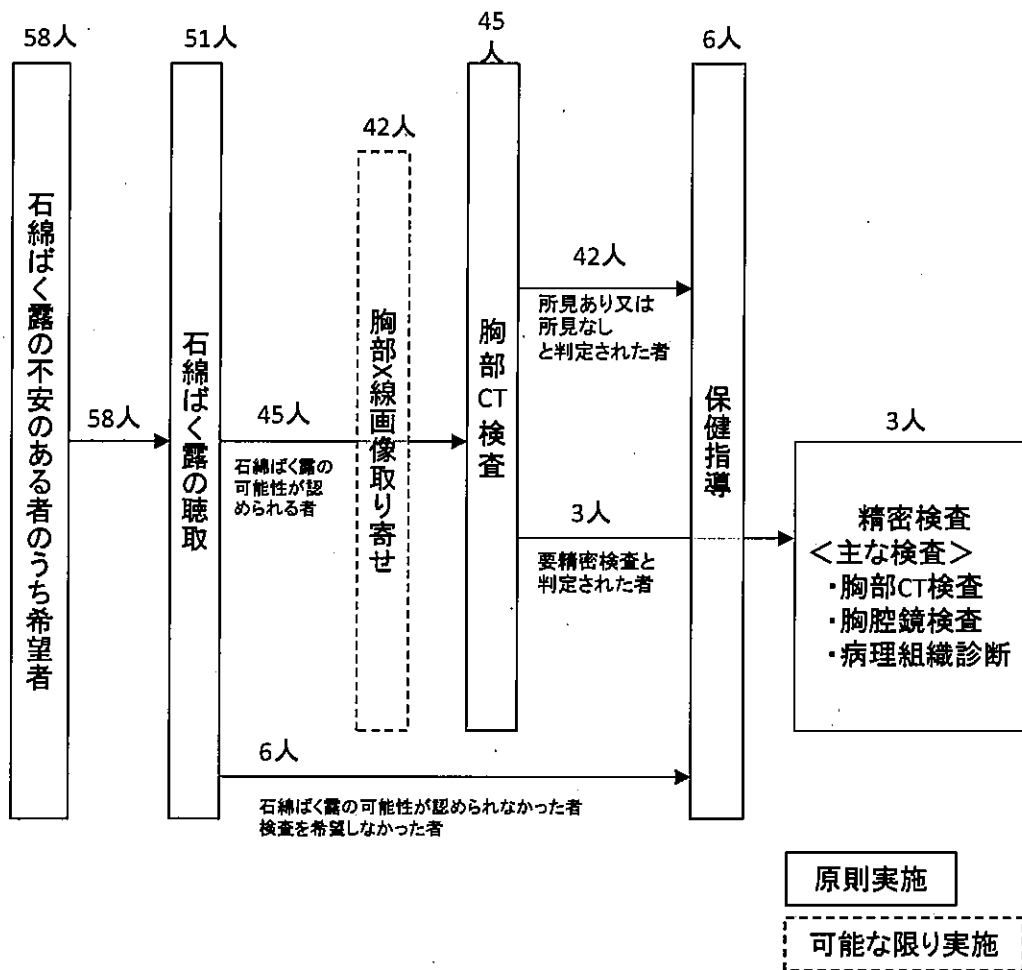 58人
石綿ばく露の不安のある者のうち希望者
58人
51人
石綿ばく露の聴取
45人
石綿ばく露の
可能性が認
められる者
42人
胸部X線画像取り寄せ
45
人
胸部CT検査
42人
所見あり又は
所見なし
と判定された者
3人
要精密検査と
判定された者
6人
石綿ばく露の可能性が認められなかった者
検査を希望しなかった者
6人
保健指導
3人
精密検査
＜主な検査＞
・胸部CT検査
・胸腔鏡検査
・病理組織診断
原則実施
可能な限り実施